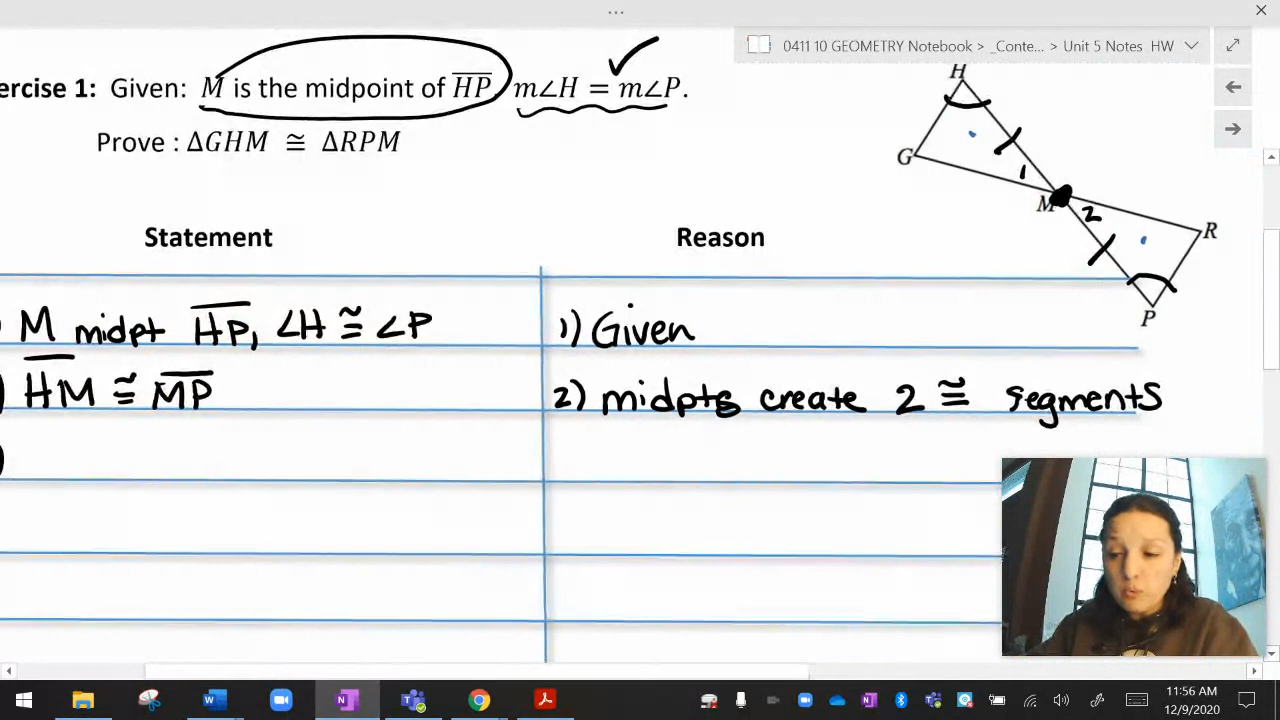 ...
0411 10 GEOMETRY Notebook > _Conte... > Unit 5 Notes HW
ercise 1: Given: M is the midpoint of HP, m∠H = m∠P.
Prove : ΔGHM ≅ ΔRPM
H
G
1
M
2
R
P
Statement Reason
) M midpt HP, ∠H ≅ ∠P 1) Given
) HM ≅ MP 2) midpts create 2 ≅ segments
)
11:56 AM
12/9/2020